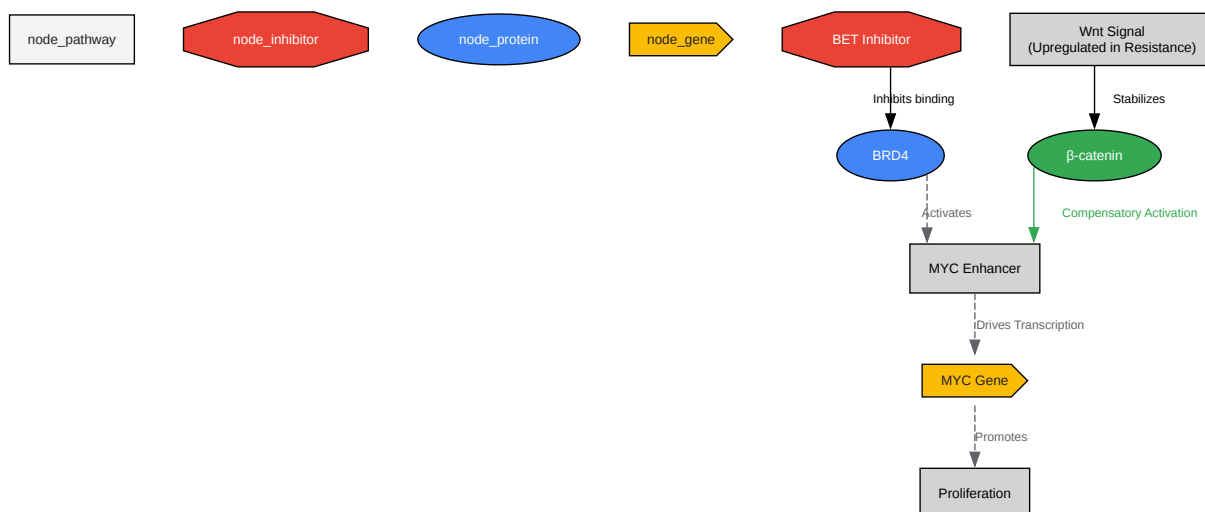 node_pathway
node_inhibitor
node_protein
node_gene
BET Inhibitor
Wnt Signal
(Upregulated in Resistance)
Inhibits binding
Stabilizes
BRD4
β-catenin
Activates
Compensatory Activation
MYC Enhancer
Drives Transcription
MYC Gene
Promotes
Proliferation